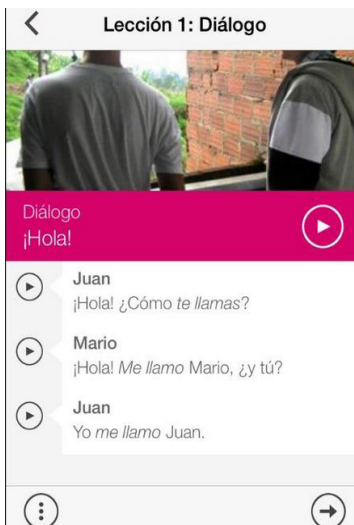 Lección 1: Diálogo
Diálogo
¡Hola!
Juan
¡Hola! ¿Cómo te llamas?
Mario
¡Hola! Me llamo Mario, ¿y tú?
Juan
Yo me llamo Juan.